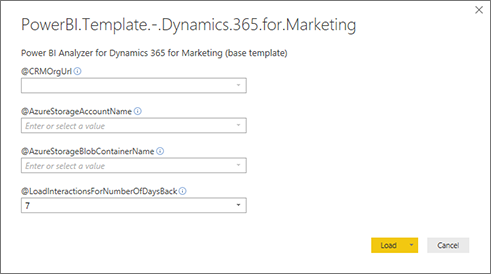 PowerBI.Template.-.Dynamics.365.for.Marketing
Power BI Analyzer for Dynamics 365 for Marketing (base template)
@CRMOrgUrl
@AzureStorageAccountName
Enter or select a value
@AzureStorageBlobContainerName
Enter or select a value
@LoadInteractionsForNumberOfDaysBack
7
Load Cancel